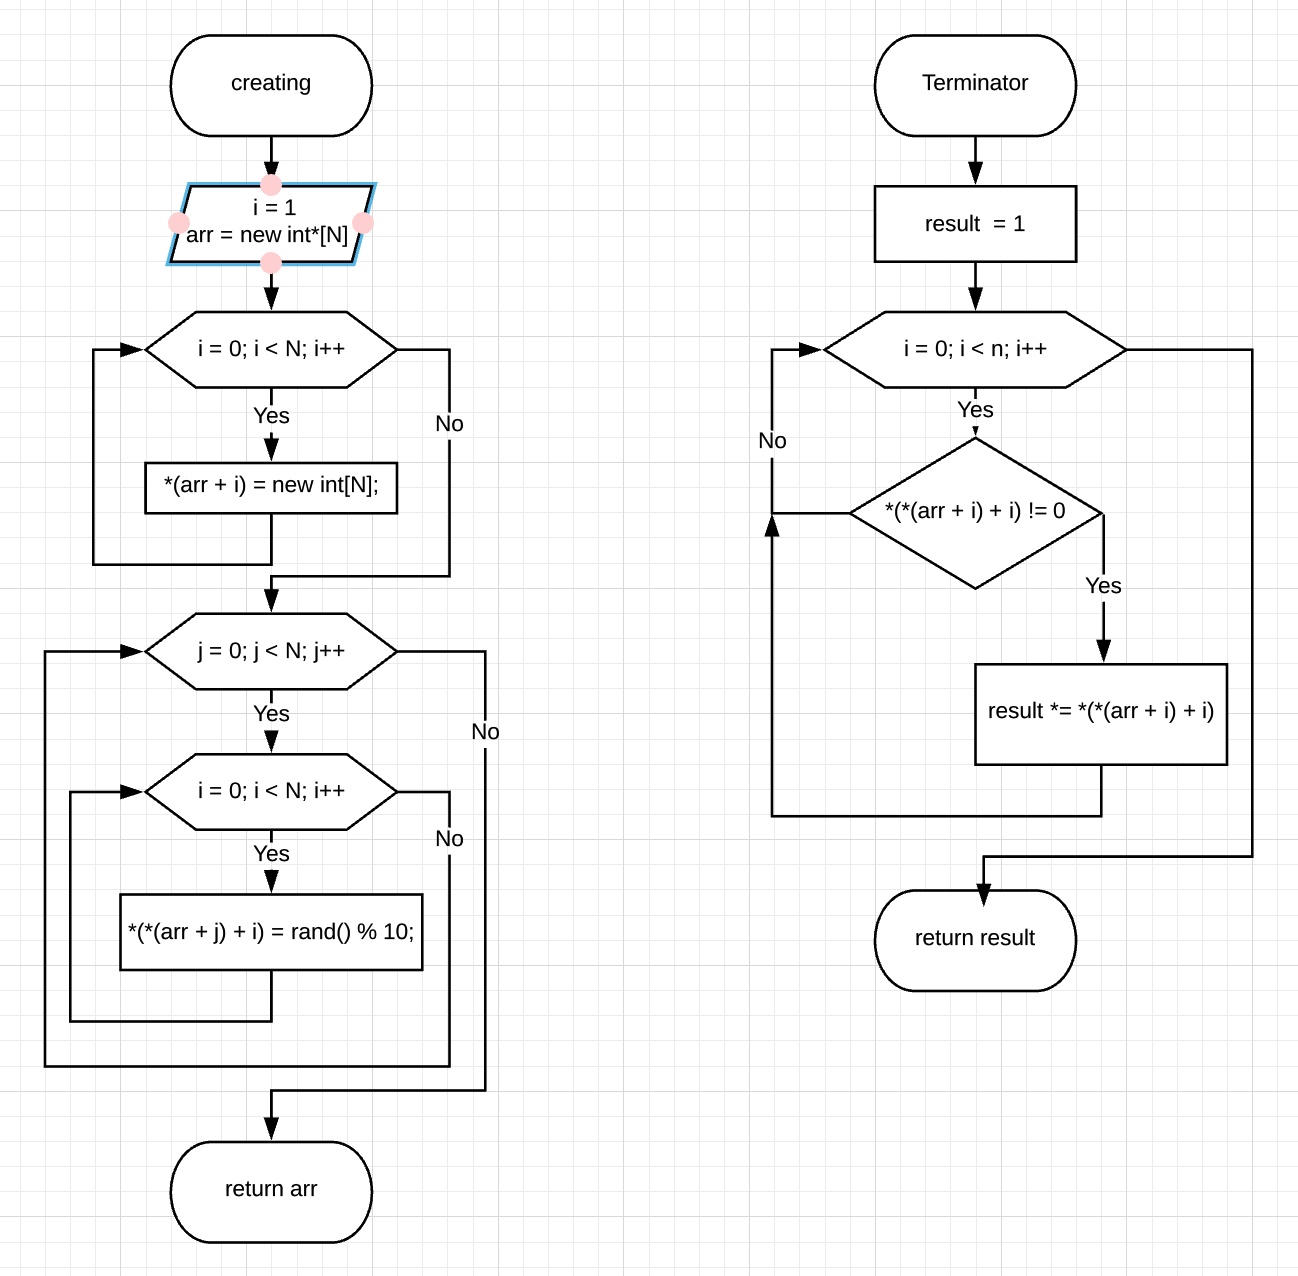 creating
i = 1
arr = new int*[N]
i = 0; i < N; i++
Yes
No
*(arr + i) = new int[N];
j = 0; j < N; j++
Yes
No
i = 0; i < N; i++
No
Yes
*(*(arr + j) + i) = rand() % 10;
return arr
Terminator
result  = 1
i = 0; i < n; i++
Yes
No
*(*(arr + i) + i) != 0
Yes
result *= *(*(arr + i) + i)
return result